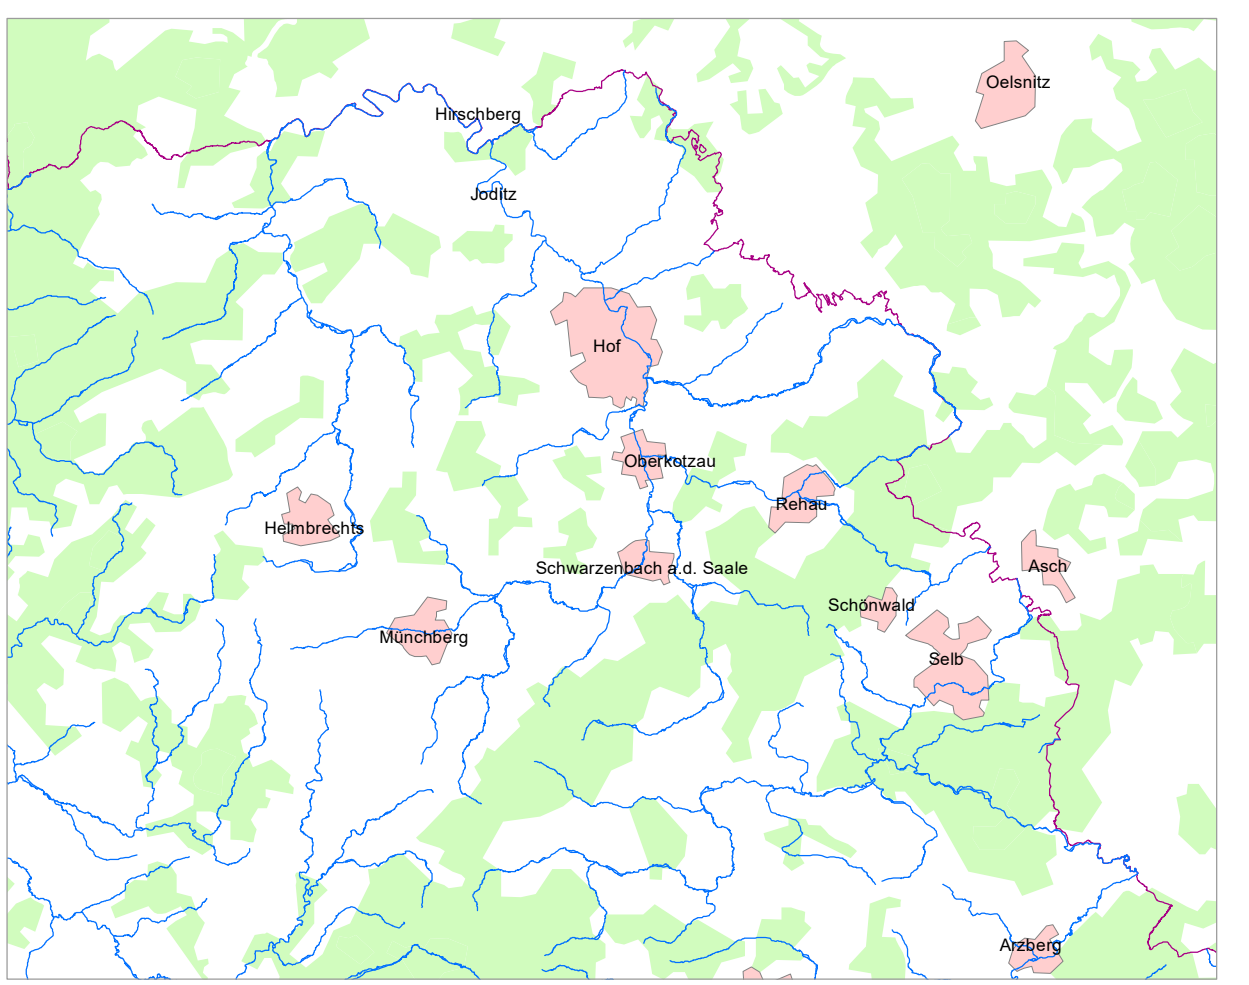 Oelsnitz
Hirschberg
Joditz
Hof
Oberkotzau
Rehau
Helmbrechts
Asch
Schwarzenbach a.d. Saale
Schönwald
Münchberg
Selb
Arzberg